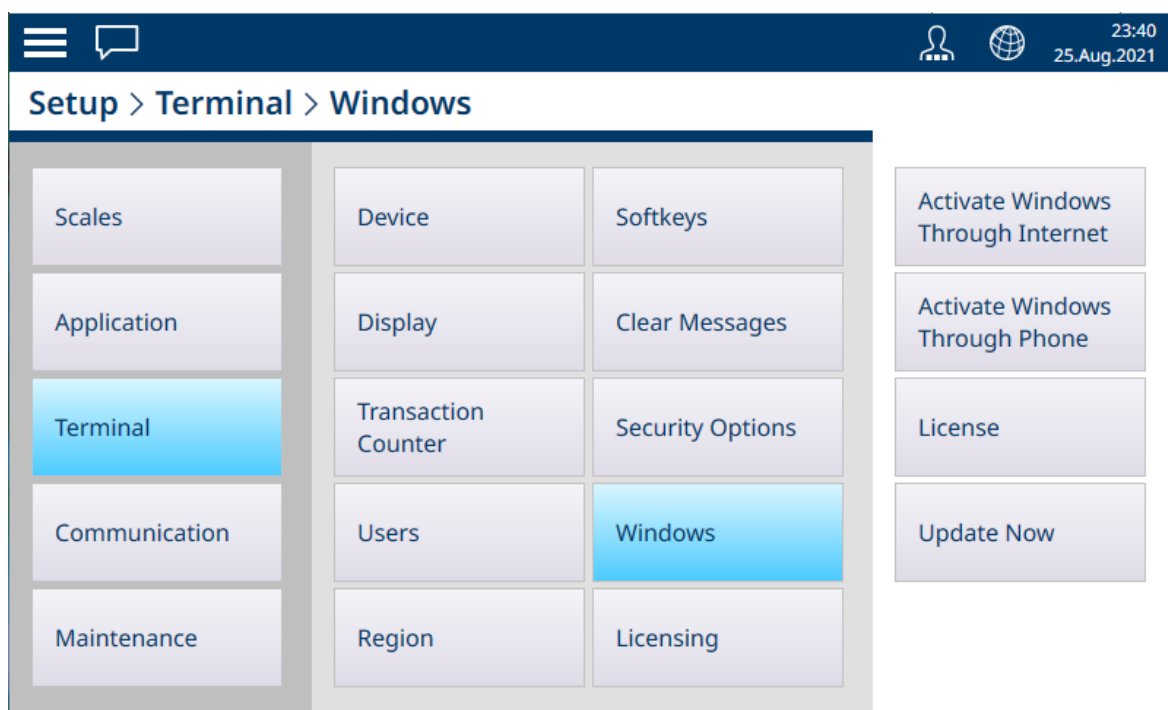 23:40
25.Aug.2021
Setup > Terminal > Windows
Scales
Application
Terminal
Communication
Maintenance
Device
Display
Transaction
Counter
Users
Region
Softkeys
Clear Messages
Security Options
Windows
Licensing
Activate Windows
Through Internet
Activate Windows
Through Phone
License
Update Now